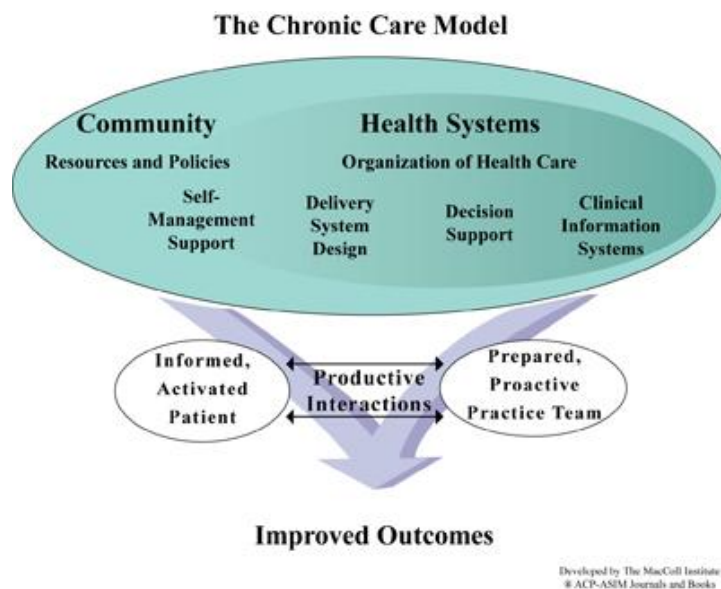 The Chronic Care Model
Community
Health Systems
Resources and Policies
Organization of Health Care
Self-
Management
Support
Delivery
System
Design
Decision
Support
Clinical
Information
Systems
Informed,
Activated
Patient
Productive
Interactions
Prepared,
Proactive
Practice Team
Improved Outcomes
Developed by The MacColl Institute
® ACP-ASIM Journals and Books